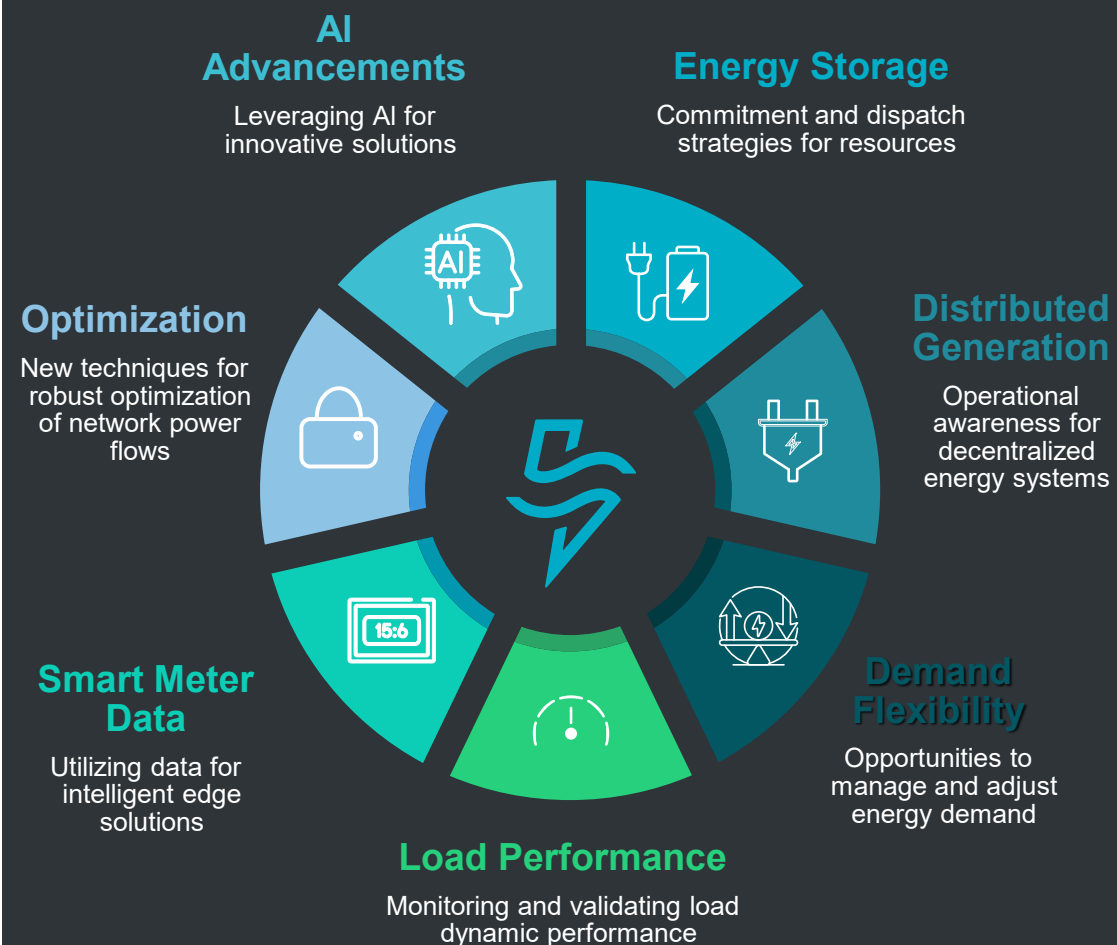 AI
Advancements
Leveraging AI for
innovative solutions
Energy Storage
Commitment and dispatch
strategies for resources
AI
Optimization
New techniques for
robust optimization
of network power
flows
Distributed
Generation
Operational
awareness for
decentralized
energy systems
15:6
Smart Meter
Data
Utilizing data for
intelligent edge
solutions
Demand
Flexibility
Opportunities to
manage and adjust
energy demand
Load Performance
Monitoring and validating load
dynamic performance